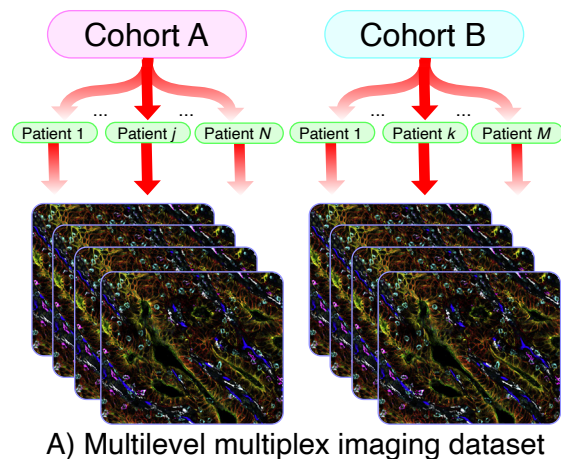 Cohort A Cohort B
... ... ... ...
Patient 1 Patient j Patient N Patient 1 Patient k Patient M
A) Multilevel multiplex imaging dataset